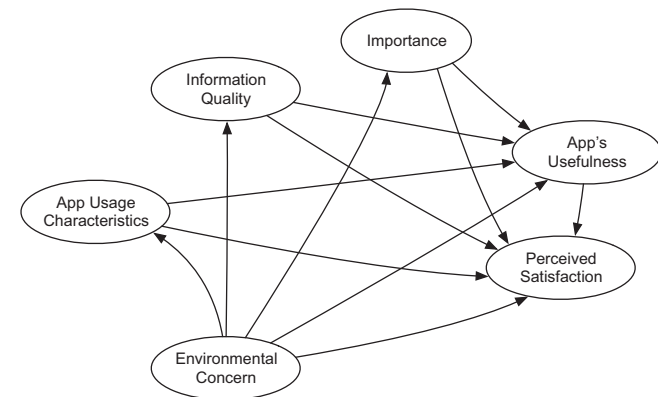 Importance
Information
Quality
App's
Usefulness
App Usage
Characteristics
Perceived
Satisfaction
Environmental
Concern